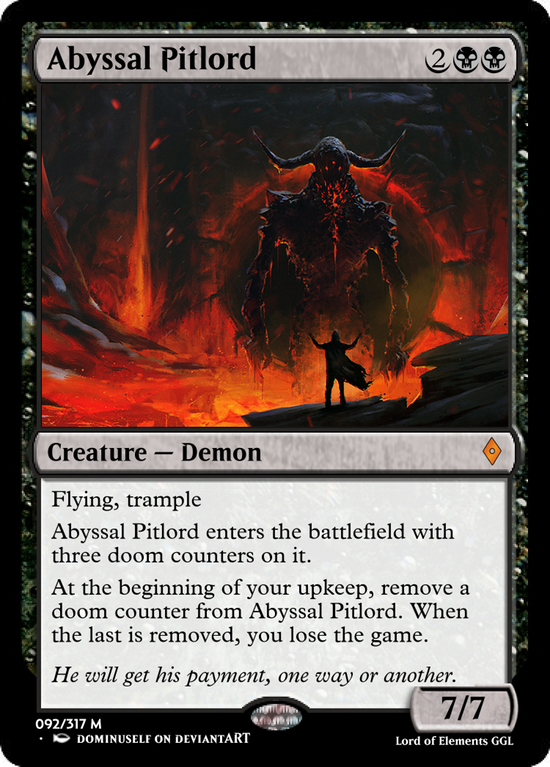 Abyssal Pitlord 2
Creature — Demon
Flying, trample
Abyssal Pitlord enters the battlefield with
three doom counters on it.
At the beginning of your upkeep, remove a
doom counter from Abyssal Pitlord. When
the last is removed, you lose the game.
He will get his payment, one way or another.
7/7
092/317 M
· DOMINUSELF ON DEVIANTART
Lord of Elements GGL